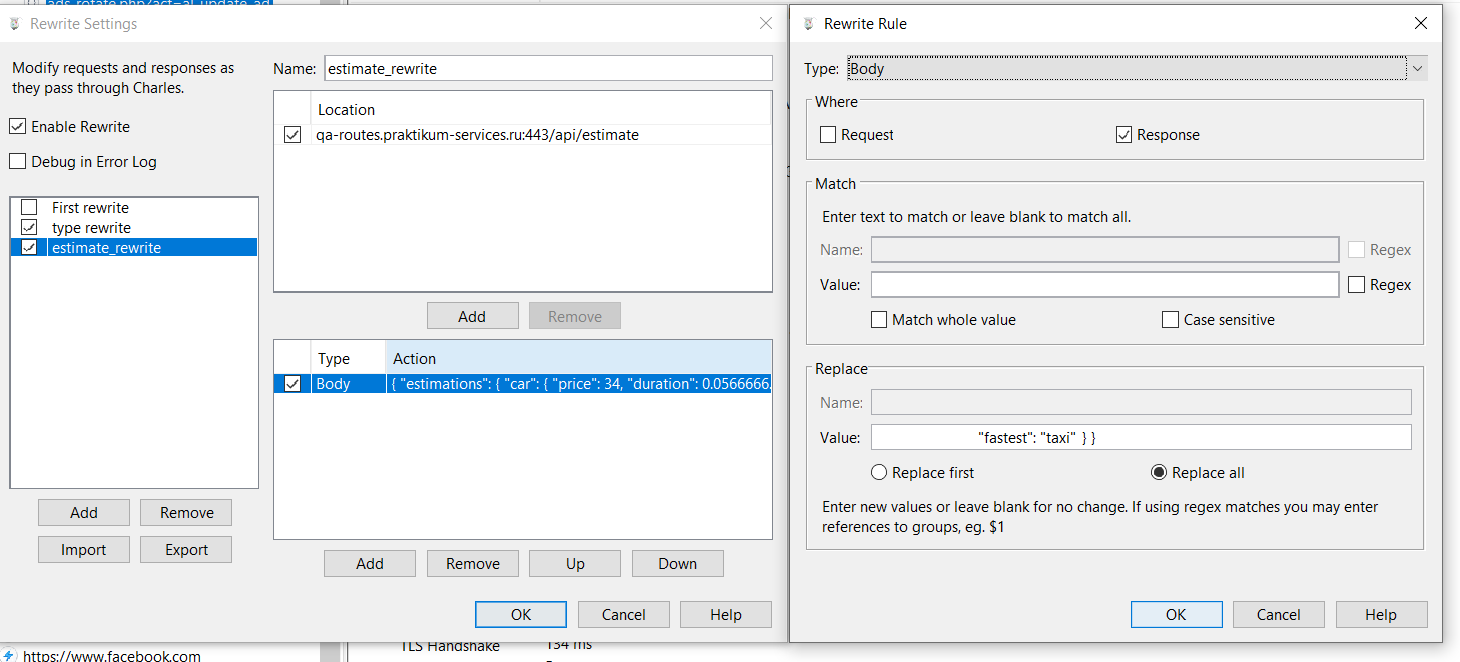 ads-rotate.php?act=al_update_ad
Rewrite Settings
Modify requests and responses as
they pass through Charles.
Enable Rewrite
Debug in Error Log
First rewrite
type rewrite
estimate_rewrite
Add
Remove
Import
Export
Name: estimate_rewrite
Location
qa-routes.praktikum-services.ru:443/api/estimate
Add
Remove
Type
Action
Body
{ "estimations": { "car": { "price": 34, "duration": 0.0566666.
Add
Remove
Up
Down
OK
Cancel
Help
Rewrite Rule
Type: Body
Where
Request
Response
Match
Enter text to match or leave blank to match all.
Name:
Regex
Value:
Regex
Match whole value
Case sensitive
Replace
Name:
Value: "fastest": "taxi" } }
Replace first
Replace all
Enter new values or leave blank for no change. If using regex matches you may enter
references to groups, eg. $1
OK
Cancel
Help
TLS Handshake
134 ms
https://www.facebook.com